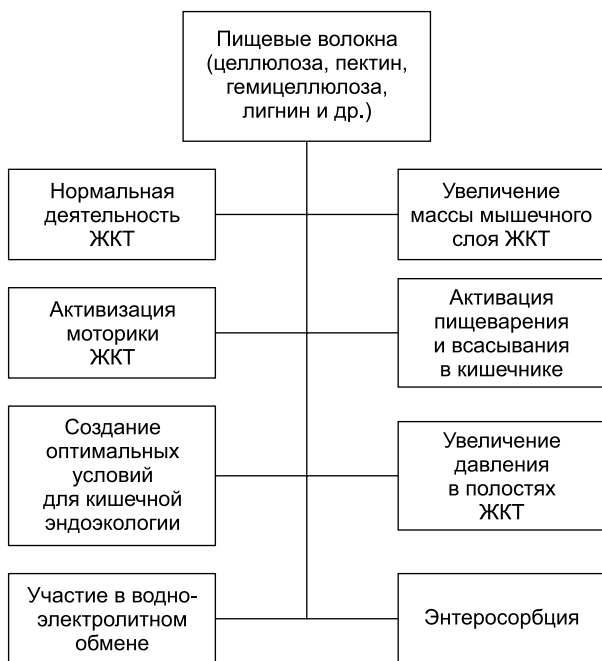 Пищевые волокна
(целлюлоза, пектин,
гемицеллюлоза,
лигнин и др.)
Нормальная
деятельность
ЖКТ
Увеличение
массы мышечного
слоя ЖКТ
Активизация
моторики
ЖКТ
Активация
пищеварения
и всасывания
в кишечнике
Создание
оптимальных
условий
для кишечной
эндоэкологии
Увеличение
давления
в полостях
ЖКТ
Участие в водно-
электролитном
обмене
Энтеросорбция